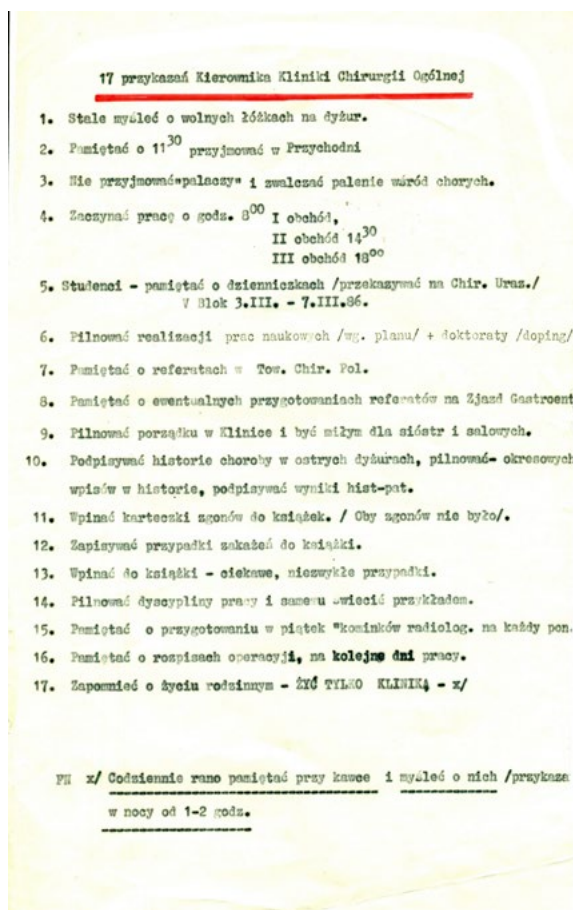 17 przykazań Kierownika Kliniki Chirurgii Ogólnej
1. Stale myśleć o wolnych łóżkach na dyżur.
2. Pamiętać o 11³⁰ przyjmować w Przychodni
3. Nie przyjmować "palaczy" i zwalczać palenie wśród chorych.
4. Zaczynać pracę o godz. 8⁰⁰ I obchód,
II obchód 14³⁰
III obchód 18⁰⁰
5. Studenci - pamiętać o dzienniczkach /przekazywać na Chir. Uraz./
V Blok 3.III. - 7.III.86.
6. Pilnować realizacji prac naukowych /wg. planu/ + doktoraty /doping/
7. Pamiętać o referatach w Tow. Chir. Pol.
8. Pamiętać o ewentualnych przygotowaniach referatów na Zjazd Gastroent
9. Pilnować porządku w Klinice i być miłym dla sióstr i salowych.
10. Podpisywać historie choroby w ostrych dyżurach, pilnować- okresowych
wpisów w historie, podpisywać wyniki hist-pat.
11. Wpinać karteczki zgonów do książek. / Oby zgonów nie było/.
12. Zapisywać przypadki zakażeń do książki.
13. Wpinać do książki - ciekawe, niezwykłe przypadki.
14. Pilnować dyscypliny pracy i samemu świecić przykładem.
15. Pamiętać o przygotowaniu w piątek "kominków radiolog. na każdy pon.
16. Pamiętać o rozpisach operacyji, na kolejne dni pracy.
17. Zapomnieć o życiu rodzinnym - ŻYĆ TYLKO KLINIKĄ - x/
x/ Codziennie rano pamiętać przy kawce i myśleć o nich /przykaza
w nocy od 1-2 godz.